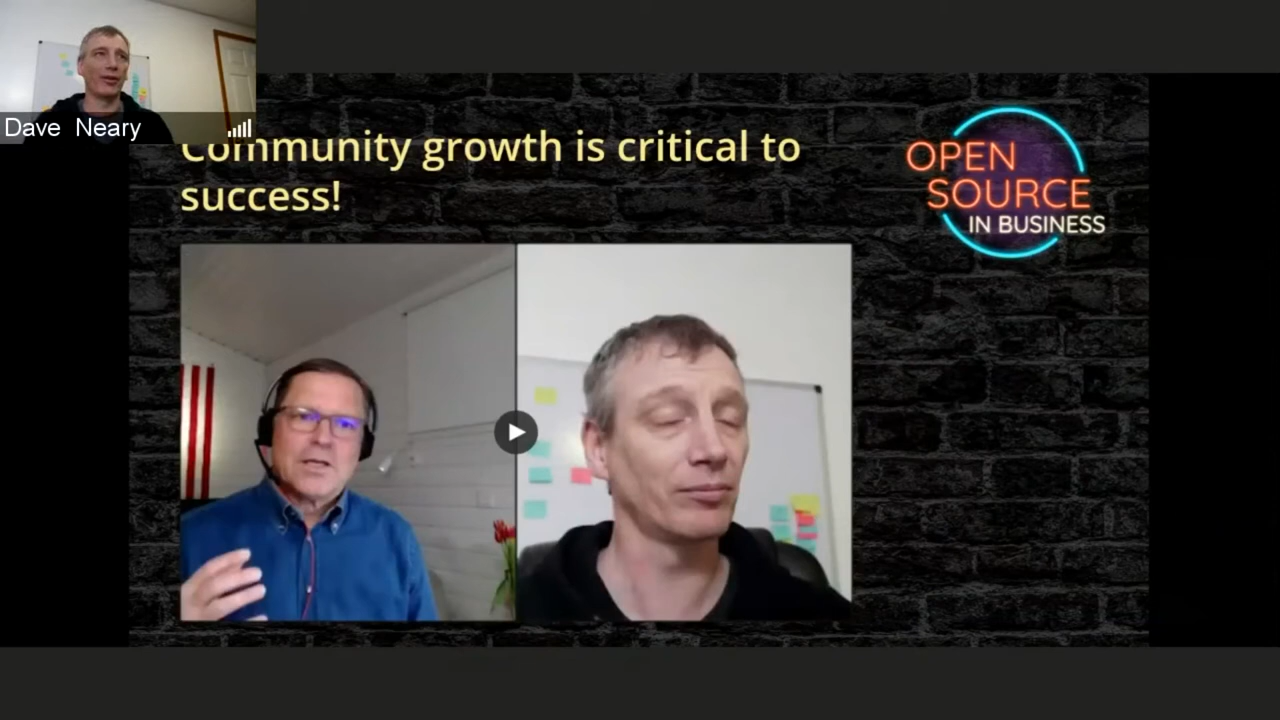 Dave Neary
Community growth is critical to
success!
OPEN
SOURCE
IN BUSINESS